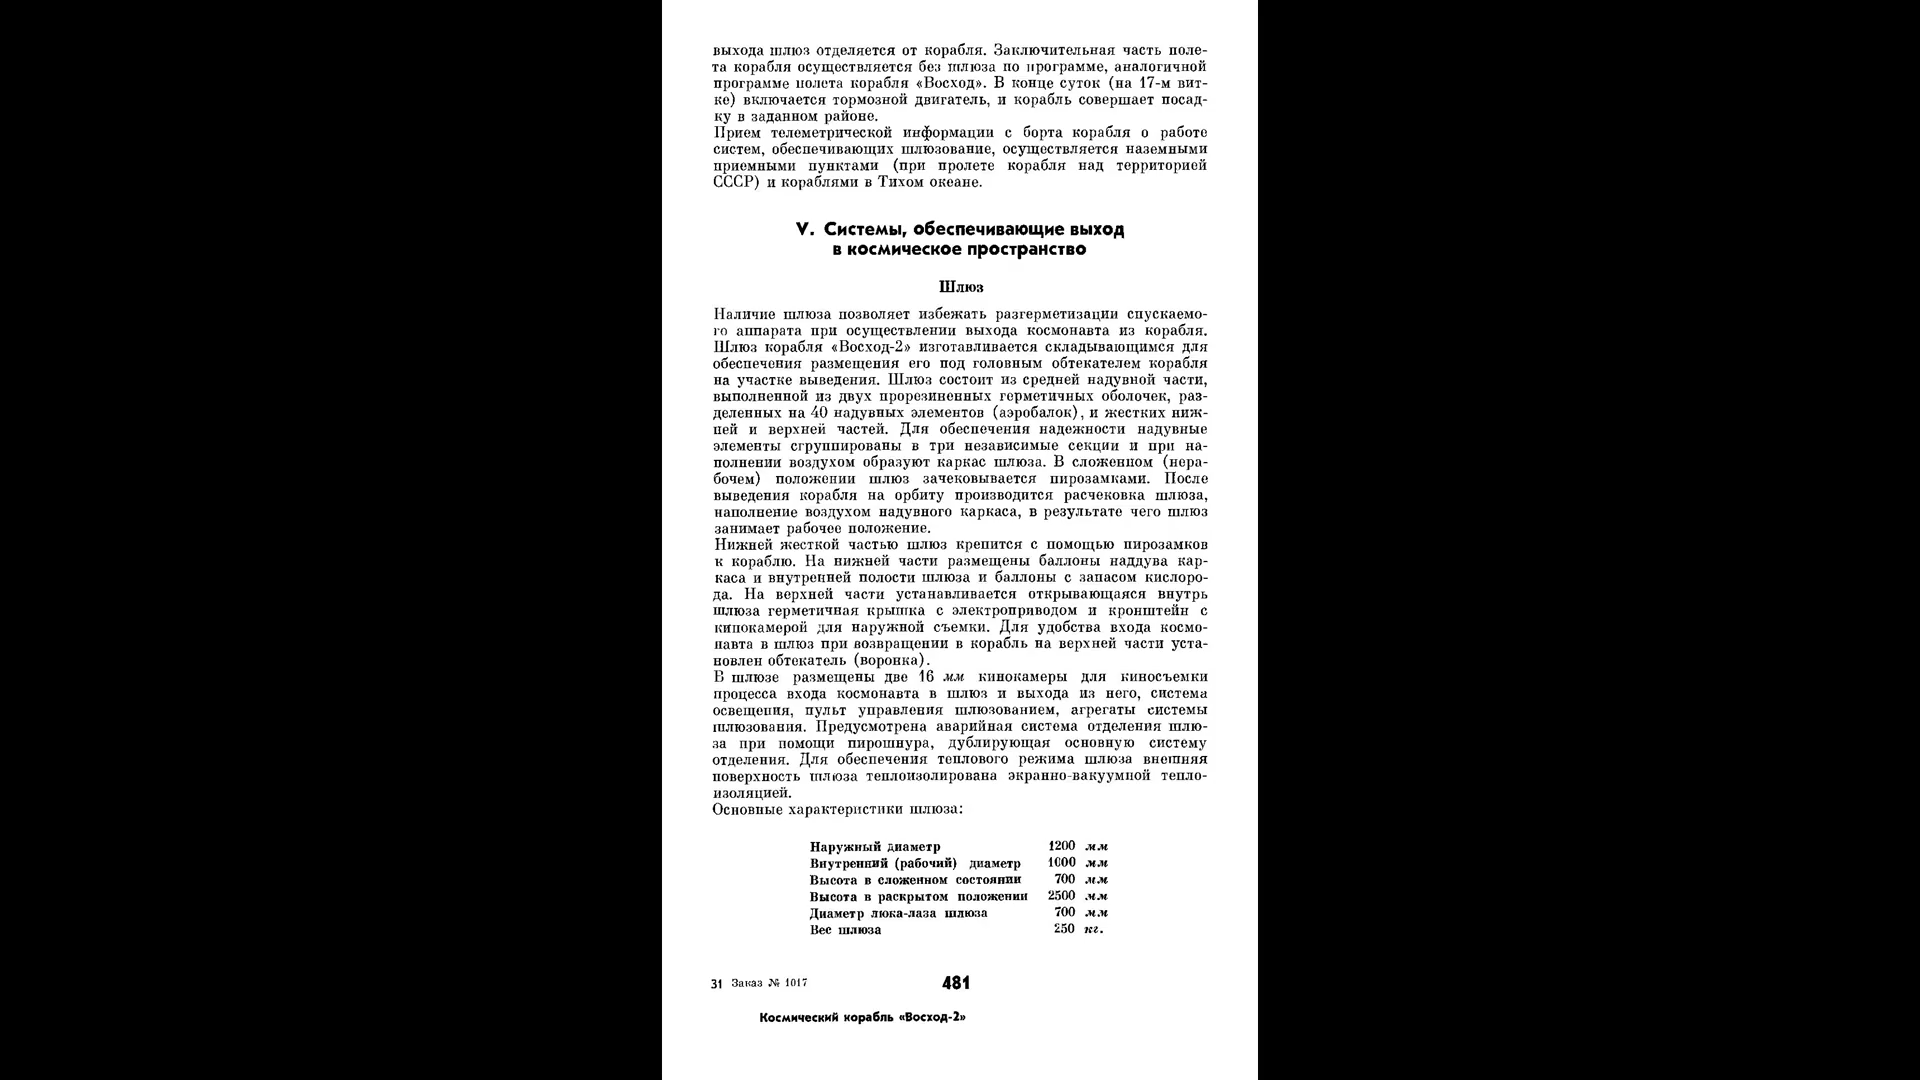 выхода шлюз отделяется от корабля. Заключительная часть поле-
та корабля осуществляется без шлюза по программе, аналогичной
программе полета корабля «Восход». В конце суток (на 17-м вит-
ке) включается тормозной двигатель, и корабль совершает посад-
ку в заданном районе.
Прием телеметрической информации с борта корабля о работе
систем, обеспечивающих шлюзование, осуществляется наземными
приемными пунктами (при пролете корабля над территорией
СССР) и кораблями в Тихом океане.
V. Системы, обеспечивающие выход
в космическое пространство
Шлюз
Наличие шлюза позволяет избежать разгерметизации спускаемо-
го аппарата при осуществлении выхода космонавта из корабля.
Шлюз корабля «Восход-2» изготавливается складывающимся для
обеспечения размещения его под головным обтекателем корабля
на участке выведения. Шлюз состоит из средней надувной части,
выполненной из двух прорезиненных герметичных оболочек, раз-
деленных на 40 надувных элементов (аэробалок), и жестких ниж-
ней и верхней частей. Для обеспечения надежности надувные
элементы сгруппированы в три независимые секции и при на-
полнении воздухом образуют каркас шлюза. В сложенном (нера-
бочем) положении шлюз зачековывается пирозамками. После
выведения корабля на орбиту производится расчековка шлюза,
наполнение воздухом надувного каркаса, в результате чего шлюз
занимает рабочее положение.
Нижней жесткой частью шлюз крепится с помощью пирозамков
к кораблю. На нижней части размещены баллоны наддува кар-
каса и внутренней полости шлюза и баллоны с запасом кислоро-
да. На верхней части устанавливается открывающаяся внутрь
шлюза герметичная крышка с электроприводом и кронштейн с
кинокамерой для наружной съемки. Для удобства входа космо-
навта в шлюз при возвращении в корабль на верхней части уста-
новлен обтекатель (воронка).
В шлюзе размещены две 16 мм кинокамеры для киносъемки
процесса входа космонавта в шлюз и выхода из него, система
освещения, пульт управления шлюзованием, агрегаты системы
шлюзования. Предусмотрена аварийная система отделения шлю-
за при помощи пирошнура, дублирующая основную систему
отделения. Для обеспечения теплового режима шлюза внешняя
поверхность шлюза теплоизолирована экранно-вакуумной тепло-
изоляцией.
Основные характеристики шлюза:
Наружный диаметр 1200 мм
Внутренний (рабочий) диаметр 1000 мм
Высота в сложенном состоянии 700 мм
Высота в раскрытом положении 2500 мм
Диаметр люка-лаза шлюза 700 мм
Вес шлюза 250 кг.
31 Заказ № 1017 481
Космический корабль «Восход-2»